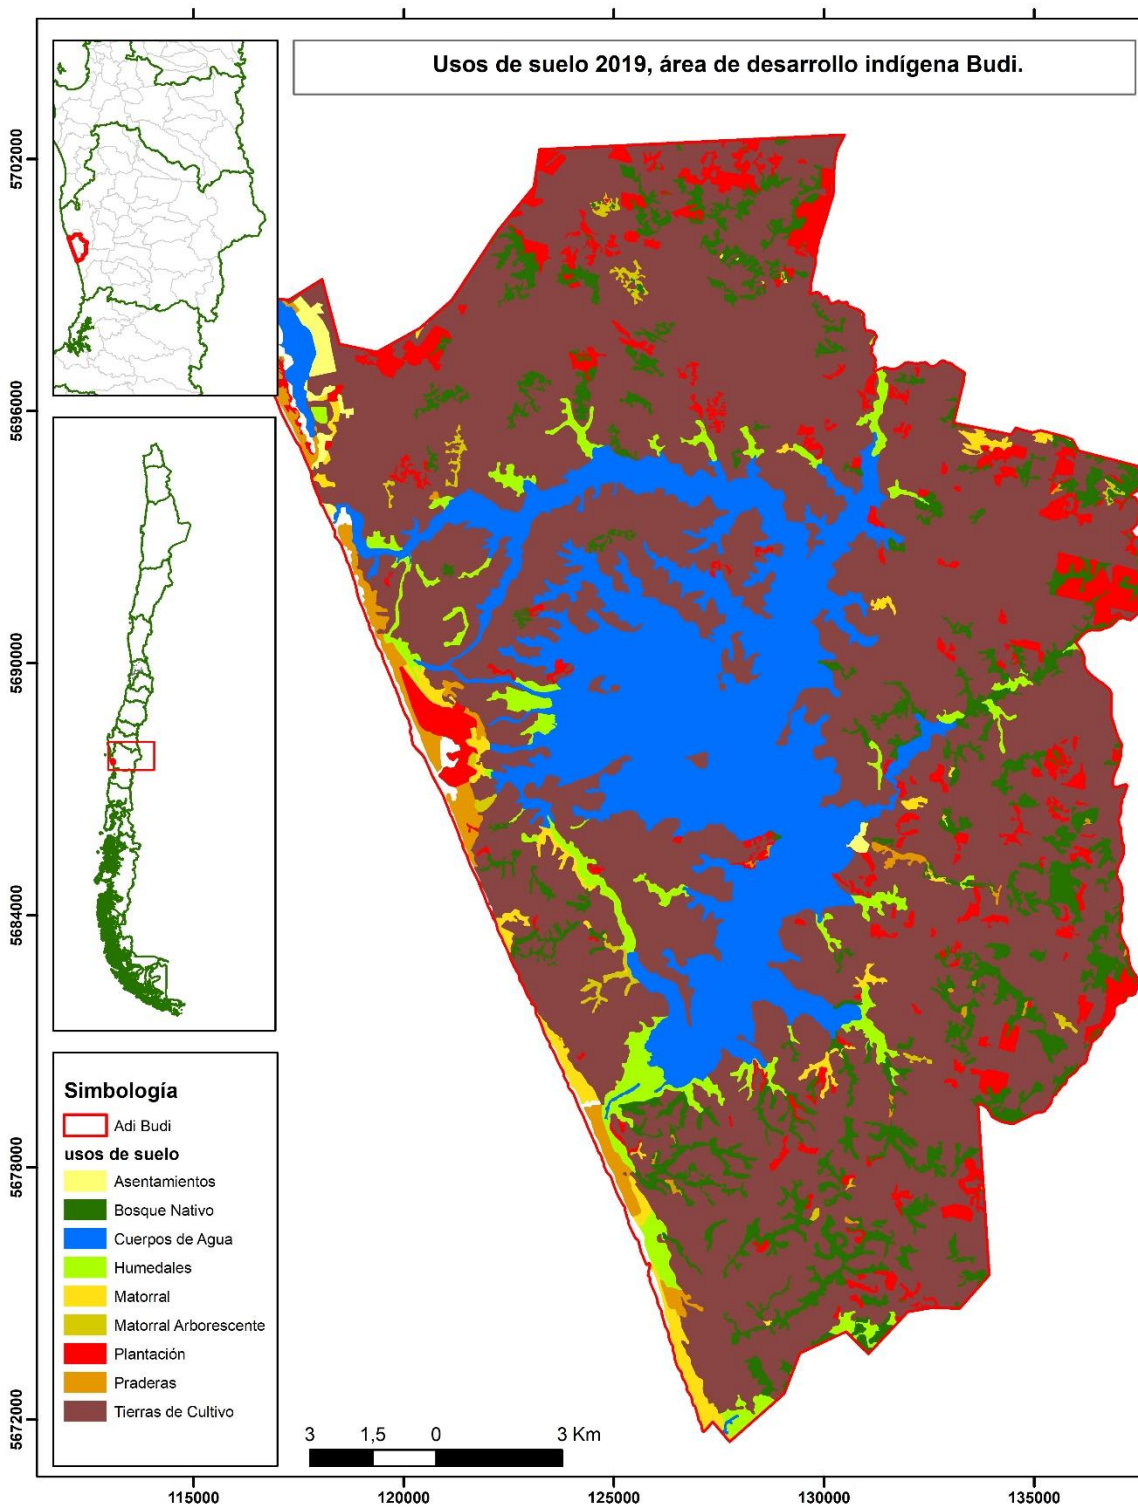 Usos de suelo 2019, área de desarrollo indígena Budi.
5702000
5696000
5690000
5684000
5678000
5672000
Simbología
Adi Budi
usos de suelo
Asentamientos
Bosque Nativo
Cuerpos de Agua
Humedales
Matorral
Matorral Arborescente
Plantación
Praderas
Tierras de Cultivo
3 1,5 0 3 Km
115000 120000 125000 130000 135000